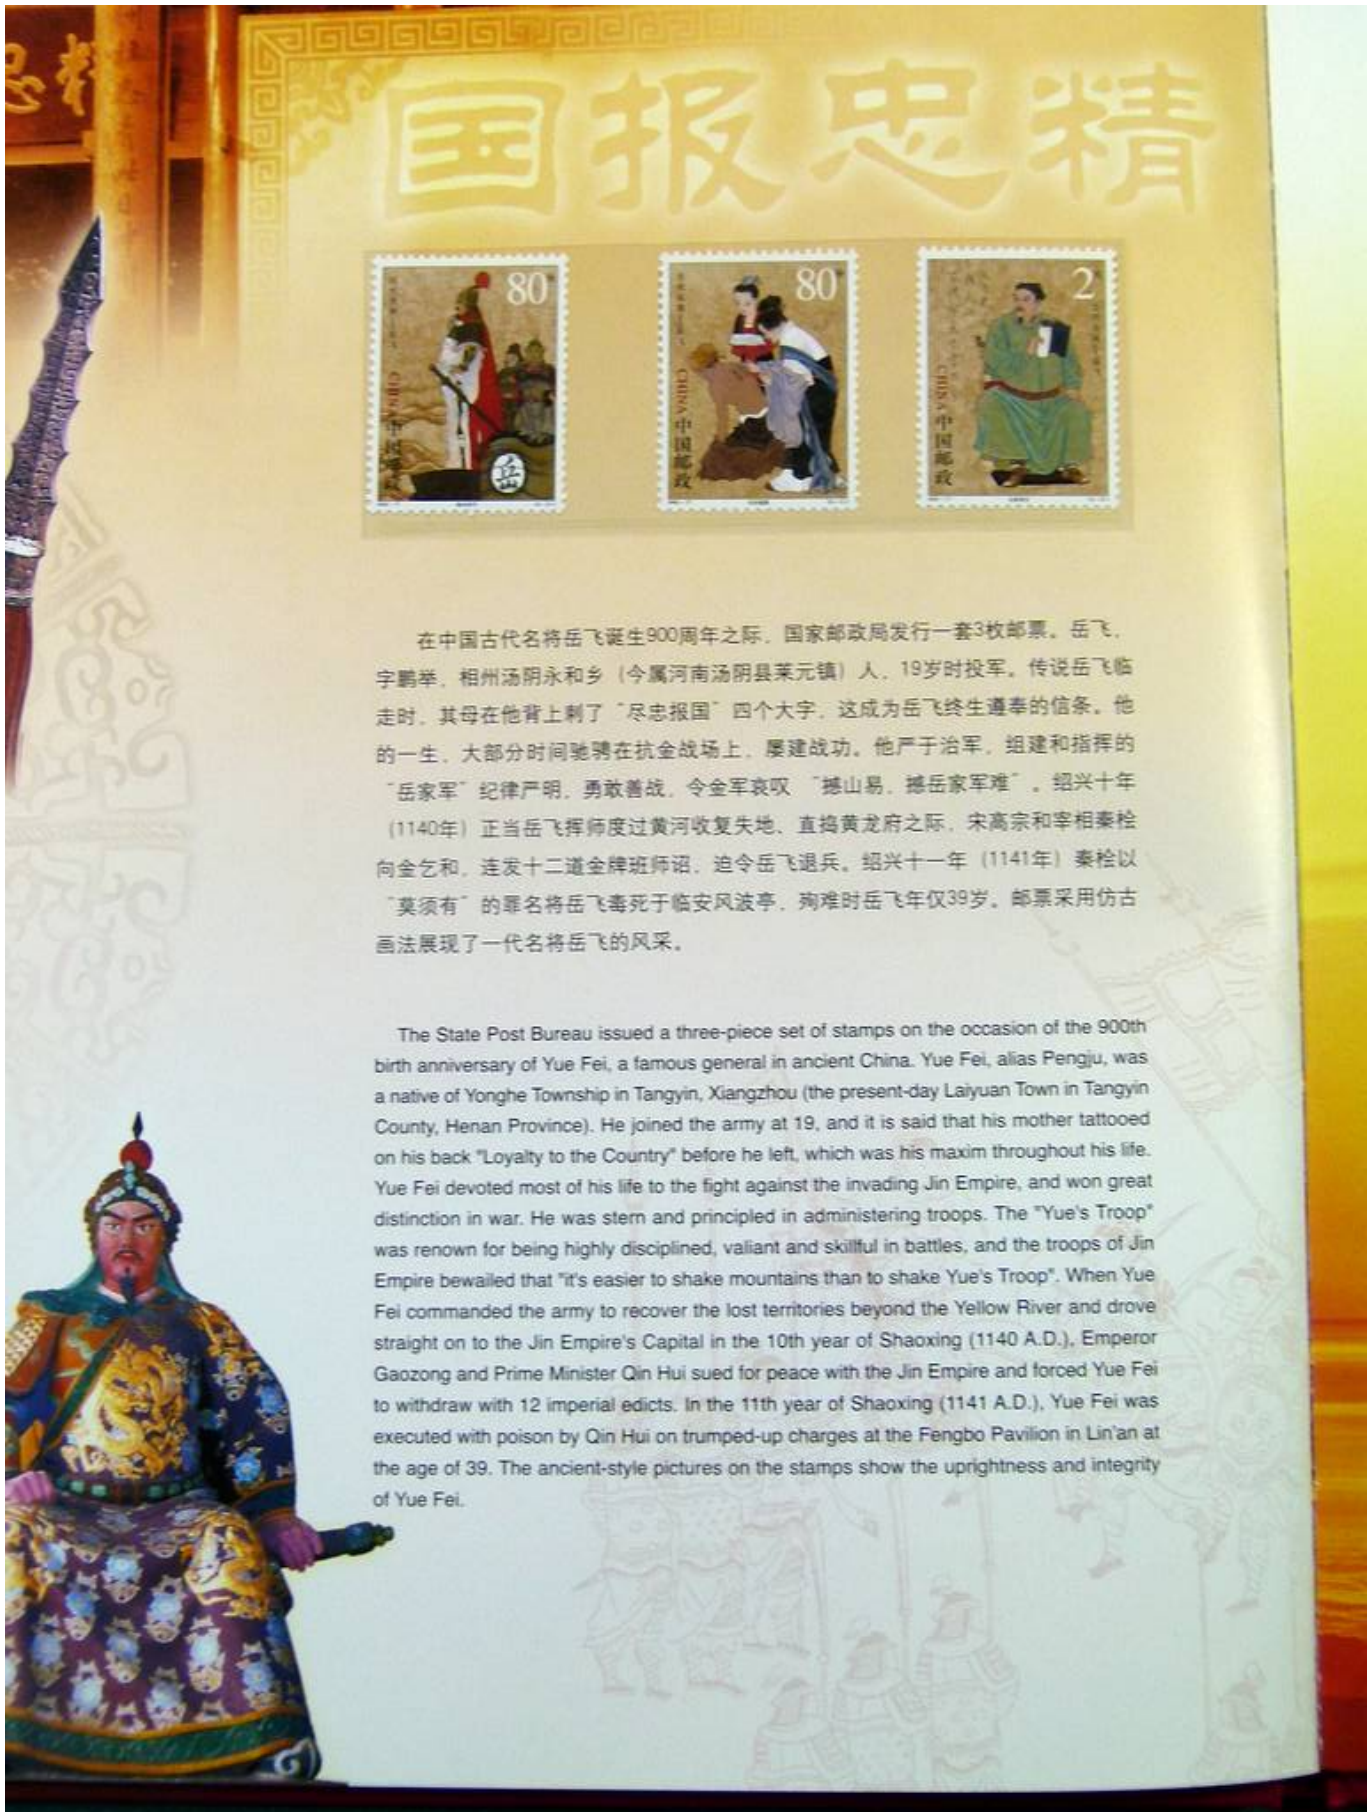 忠精
国报忠精
80
80
2
CHINA 中国邮政
CHINA 中国邮政
CHINA 中国邮政
岳
在中国古代名将岳飞诞生900周年之际，国家邮政局发行一套3枚邮票。岳飞，
字鹏举，相州汤阴永和乡（今属河南汤阴县莱元镇）人，19岁时投军。传说岳飞临
走时，其母在他背上刺了“尽忠报国”四个大字，这成为岳飞终生遵奉的信条。他
的一生，大部分时间驰骋在抗金战场上，屡建战功。他严于治军，组建和指挥的
“岳家军”纪律严明，勇敢善战，令金军哀叹 “撼山易，撼岳家军难”。绍兴十年
（1140年）正当岳飞挥师度过黄河收复失地、直捣黄龙府之际，宋高宗和宰相秦桧
向金乞和，连发十二道金牌班师诏，迫令岳飞退兵。绍兴十一年（1141年）秦桧以
“莫须有”的罪名将岳飞毒死于临安风波亭，殉难时岳飞年仅39岁。邮票采用仿古
画法展现了一代名将岳飞的风采。
The State Post Bureau issued a three-piece set of stamps on the occasion of the 900th
birth anniversary of Yue Fei, a famous general in ancient China. Yue Fei, alias Pengju, was
a native of Yonghe Township in Tangyin, Xiangzhou (the present-day Laiyuan Town in Tangyin
County, Henan Province). He joined the army at 19, and it is said that his mother tattooed
on his back "Loyalty to the Country" before he left, which was his maxim throughout his life.
Yue Fei devoted most of his life to the fight against the invading Jin Empire, and won great
distinction in war. He was stern and principled in administering troops. The "Yue's Troop"
was renown for being highly disciplined, valiant and skillful in battles, and the troops of Jin
Empire bewailed that "it's easier to shake mountains than to shake Yue's Troop". When Yue
Fei commanded the army to recover the lost territories beyond the Yellow River and drove
straight on to the Jin Empire's Capital in the 10th year of Shaoxing (1140 A.D.), Emperor
Gaozong and Prime Minister Qin Hui sued for peace with the Jin Empire and forced Yue Fei
to withdraw with 12 imperial edicts. In the 11th year of Shaoxing (1141 A.D.), Yue Fei was
executed with poison by Qin Hui on trumped-up charges at the Fengbo Pavilion in Lin'an at
the age of 39. The ancient-style pictures on the stamps show the uprightness and integrity
of Yue Fei.